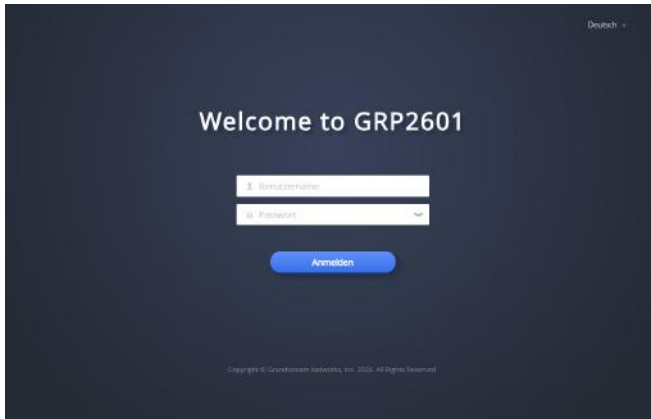 Deutsch
Welcome to GRP2601
Benutzername
Passwort
Anmelden
Copyright © Grandstream Networks, Inc. 2020. All Rights Reserved